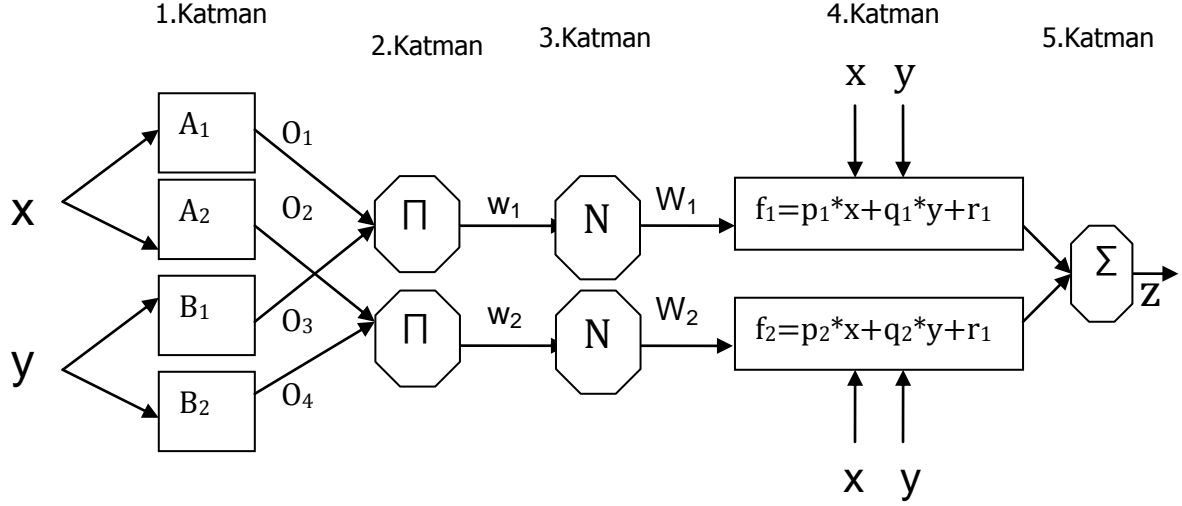 1.Katman
2.Katman
3.Katman
4.Katman
5.Katman
x y
A₁
O₁
x
A₂
O₂
Π
w₁
N
W₁
f₁=p₁*x+q₁*y+r₁
Σ
z
y
B₁
O₃
Π
w₂
N
W₂
f₂=p₂*x+q₂*y+r₁
B₂
O₄
x y